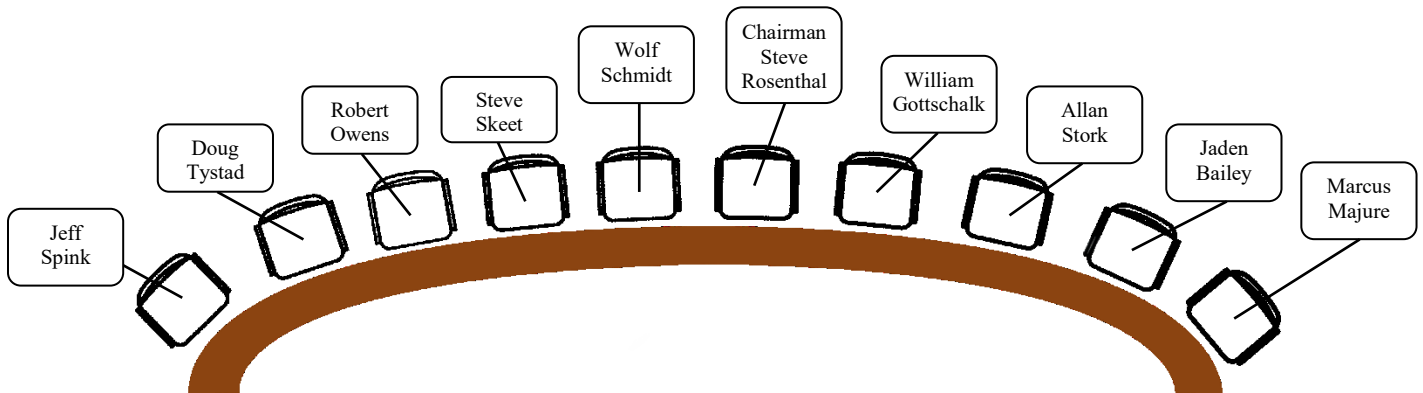 Jeff
Spink
Doug
Tystad
Robert
Owens
Steve
Skeet
Wolf
Schmidt
Chairman
Steve
Rosenthal
William
Gottschalk
Allan
Stork
Jaden
Bailey
Marcus
Majure